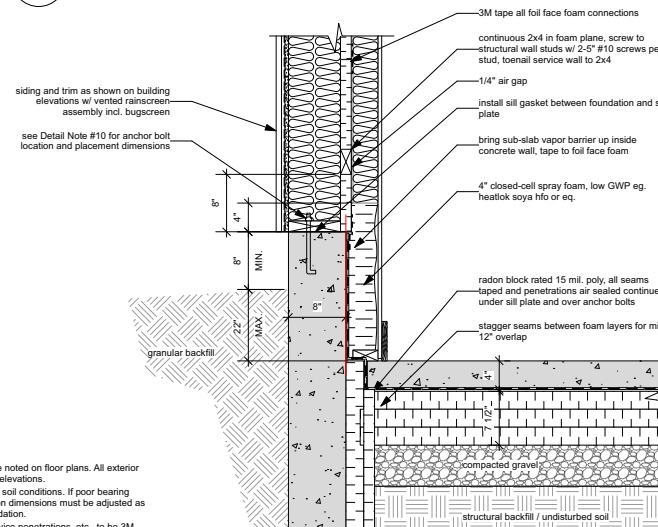 3M tape all foil face foam connections
continuous 2x4 in foam plane, screw to
structural wall studs w/ 2-5" #10 screws pe
stud, toenail service wall to 2x4
siding and trim as shown on building
elevations w/ vented rainscreen
assembly incl. bugscreen
1/4" air gap
install sill gasket between foundation and s
plate
see Detail Note #10 for anchor bolt
location and placement dimensions
bring sub-slab vapor barrier up inside
concrete wall, tape to foil face foam
4" closed-cell spray foam, low GWP eg.
heatlok soya hfo or eq.
8"
4"
8"
MIN.
22"
MAX.
8"
radon block rated 15 mil. poly, all seams
taped and penetrations air sealed continue
under sill plate and over anchor bolts
stagger seams between foam layers for mi
12" overlap
granular backfill
4"
7 1/2"
compacted gravel
structural backfill / undisturbed soil
e noted on floor plans. All exterior
elevations.
soil conditions. If poor bearing
on dimensions must be adjusted as
dation.
vice penetrations, etc., to be 3M